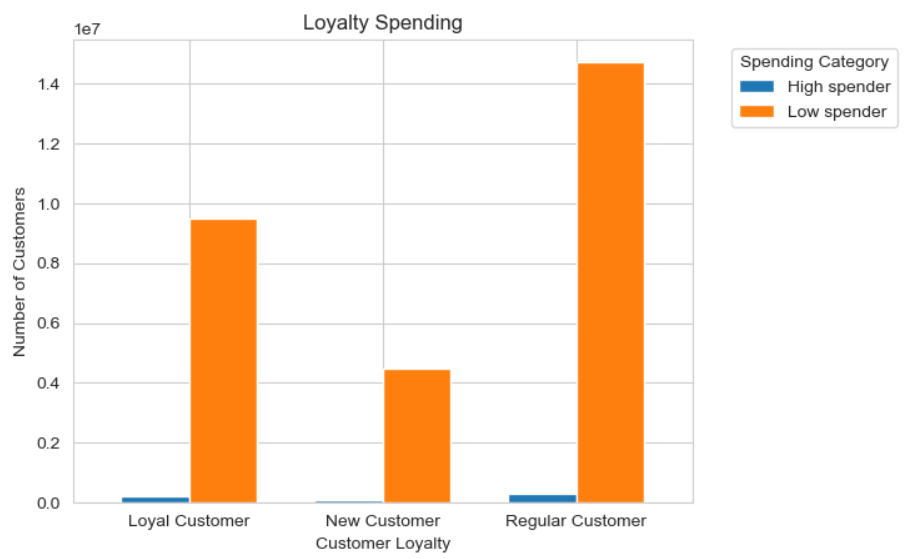 Loyalty Spending
1e7
Spending Category
High spender
Low spender
Number of Customers
1.4
1.2
1.0
0.8
0.6
0.4
0.2
0.0
Loyal Customer
New Customer
Regular Customer
Customer Loyalty